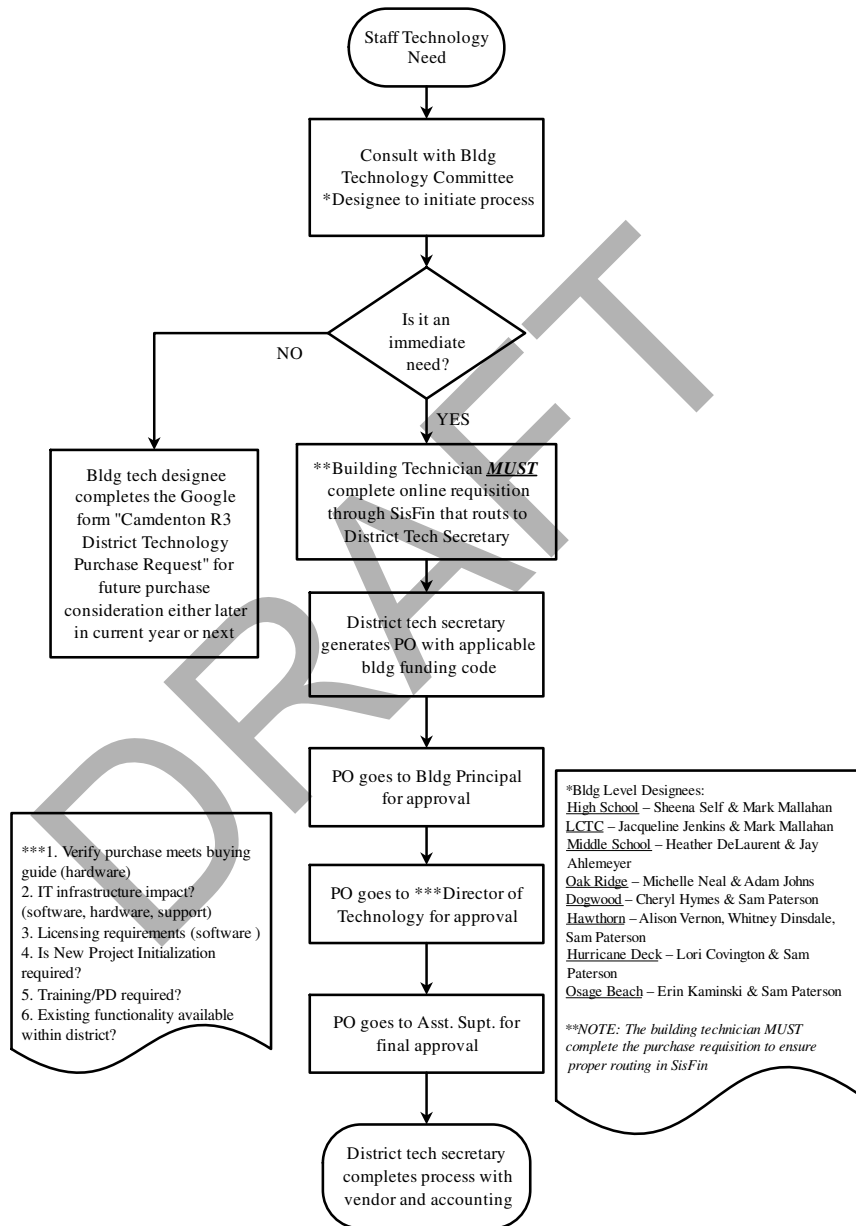 Staff Technology
Need
Consult with Bldg
Technology Committee
*Designee to initiate process
Is it an
immediate
need?
NO
YES
Bldg tech designee
completes the Google
form "Camdenton R3
District Technology
Purchase Request" for
future purchase
consideration either later
in current year or next
**Building Technician MUST
complete online requisition
through SisFin that routs to
District Tech Secretary
District tech secretary
generates PO with applicable
bldg funding code
PO goes to Bldg Principal
for approval
PO goes to ***Director of
Technology for approval
PO goes to Asst. Supt. for
final approval
District tech secretary
completes process with
vendor and accounting
***1. Verify purchase meets buying
guide (hardware)
2. IT infrastructure impact?
(software, hardware, support)
3. Licensing requirements (software )
4. Is New Project Initialization
required?
5. Training/PD required?
6. Existing functionality available
within district?
*Bldg Level Designees:
High School – Sheena Self & Mark Mallahan
LCTC – Jacqueline Jenkins & Mark Mallahan
Middle School – Heather DeLaurent & Jay
Ahlemeyer
Oak Ridge – Michelle Neal & Adam Johns
Dogwood – Cheryl Hymes & Sam Paterson
Hawthorn – Alison Vernon, Whitney Dinsdale,
Sam Paterson
Hurricane Deck – Lori Covington & Sam
Paterson
Osage Beach – Erin Kaminski & Sam Paterson
**NOTE: The building technician MUST
complete the purchase requisition to ensure
proper routing in SisFin
DRAFT